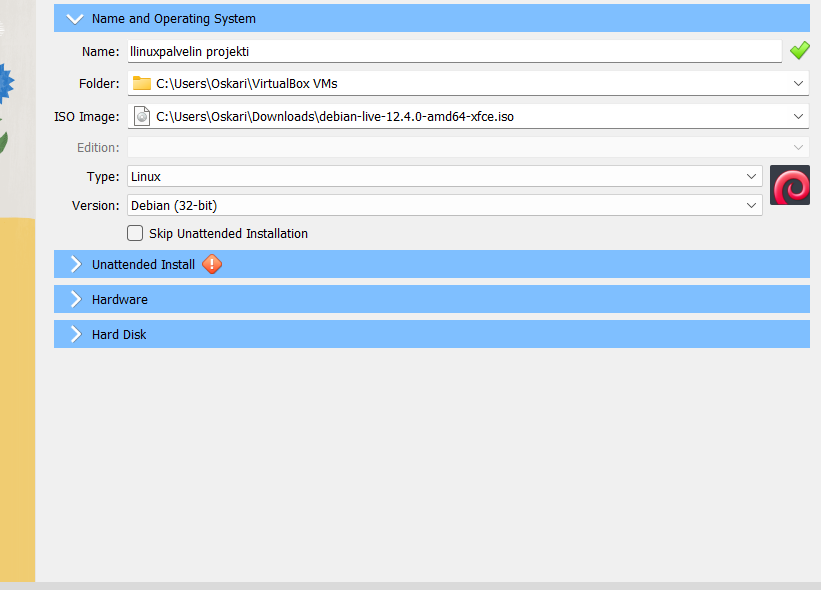 Name and Operating System
Name: llinuxpalvelin projekti
Folder: C:\Users\Oskari\VirtualBox VMs
ISO Image: C:\Users\Oskari\Downloads\debian-live-12.4.0-amd64-xfce.iso
Edition:
Type: Linux
Version: Debian (32-bit)
Skip Unattended Installation
Unattended Install
Hardware
Hard Disk